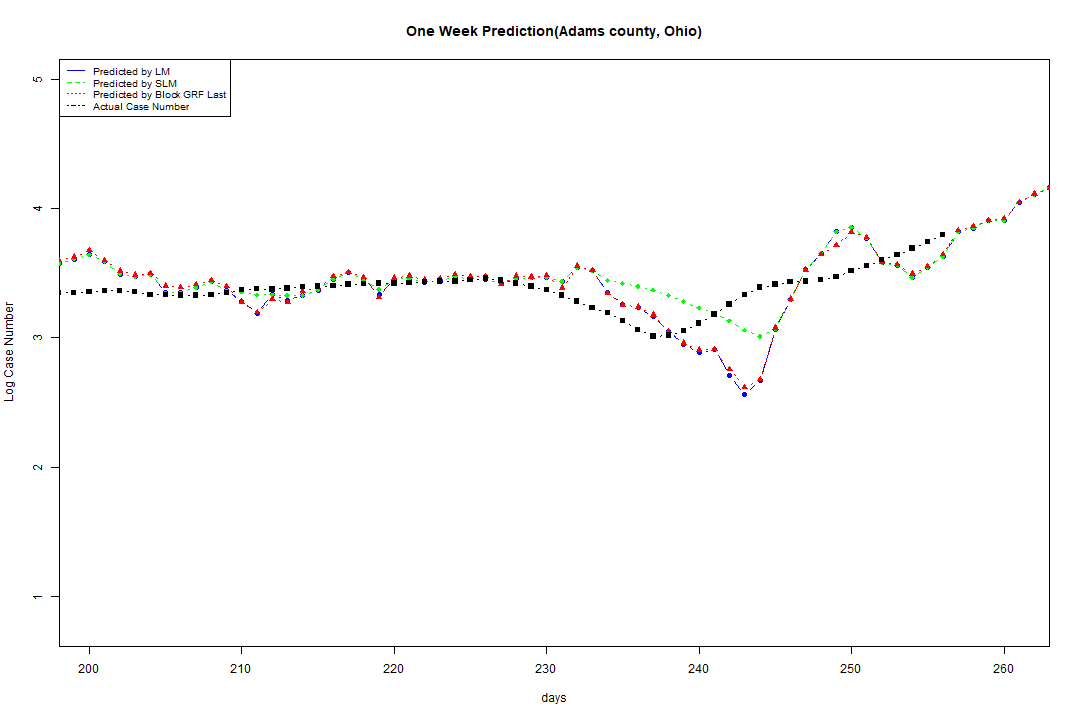 One Week Prediction(Adams county, Ohio)
Predicted by LM
Predicted by SLM
Predicted by Block GRF Last
Actual Case Number
5
4
3
2
1
Log Case Number
200 210 220 230 240 250 260
days